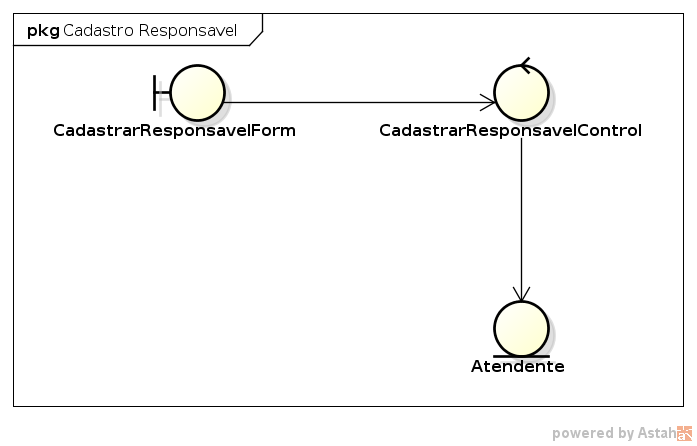 pkg Cadastro Responsavel
CadastrarResponsavelForm
CadastrarResponsavelControl
Atendente
powered by Astah